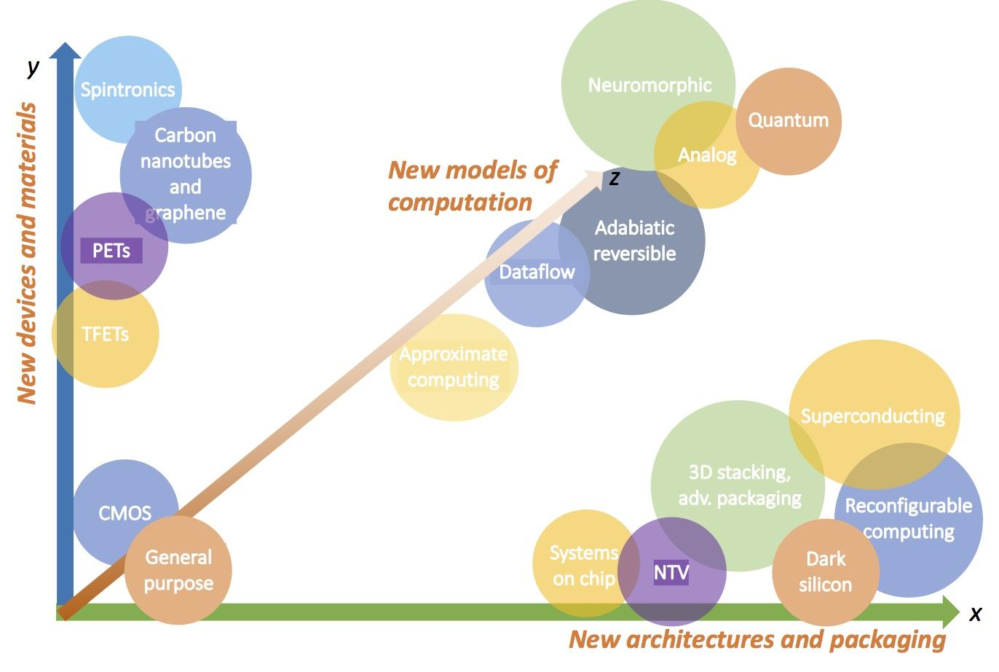 y
New devices and materials
Spintronics
Carbon
nanotubes
and
graphene
PETs
TFETs
CMOS
General
purpose
New models of
computation
z
Neuromorphic
Quantum
Analog
Adabiatic
reversible
Dataflow
Approximate
computing
Superconducting
3D stacking,
adv. packaging
Reconfigurable
computing
Systems
on chip
NTV
Dark
silicon
x
New architectures and packaging